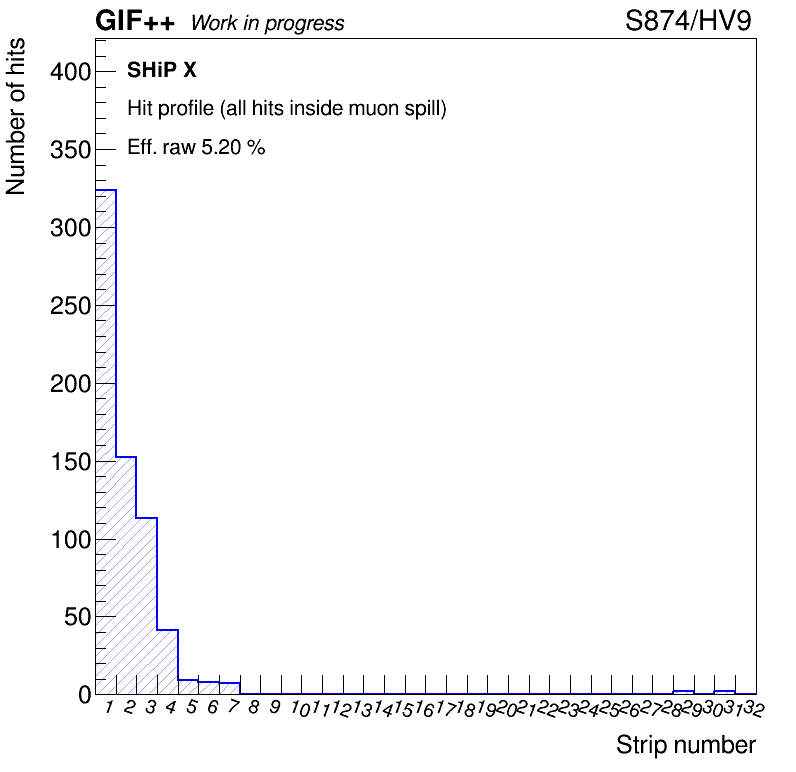 GIF++ Work in progress S874/HV9
Number of hits
SHiP X
Hit profile (all hits inside muon spill)
Eff. raw 5.20 %
400
350
300
250
200
150
100
50
0
1 2 3 4 5 6 7 8 9 10 11 12 13 14 15 16 17 18 19 20 21 22 23 24 25 26 27 28 29 30 31 32
Strip number